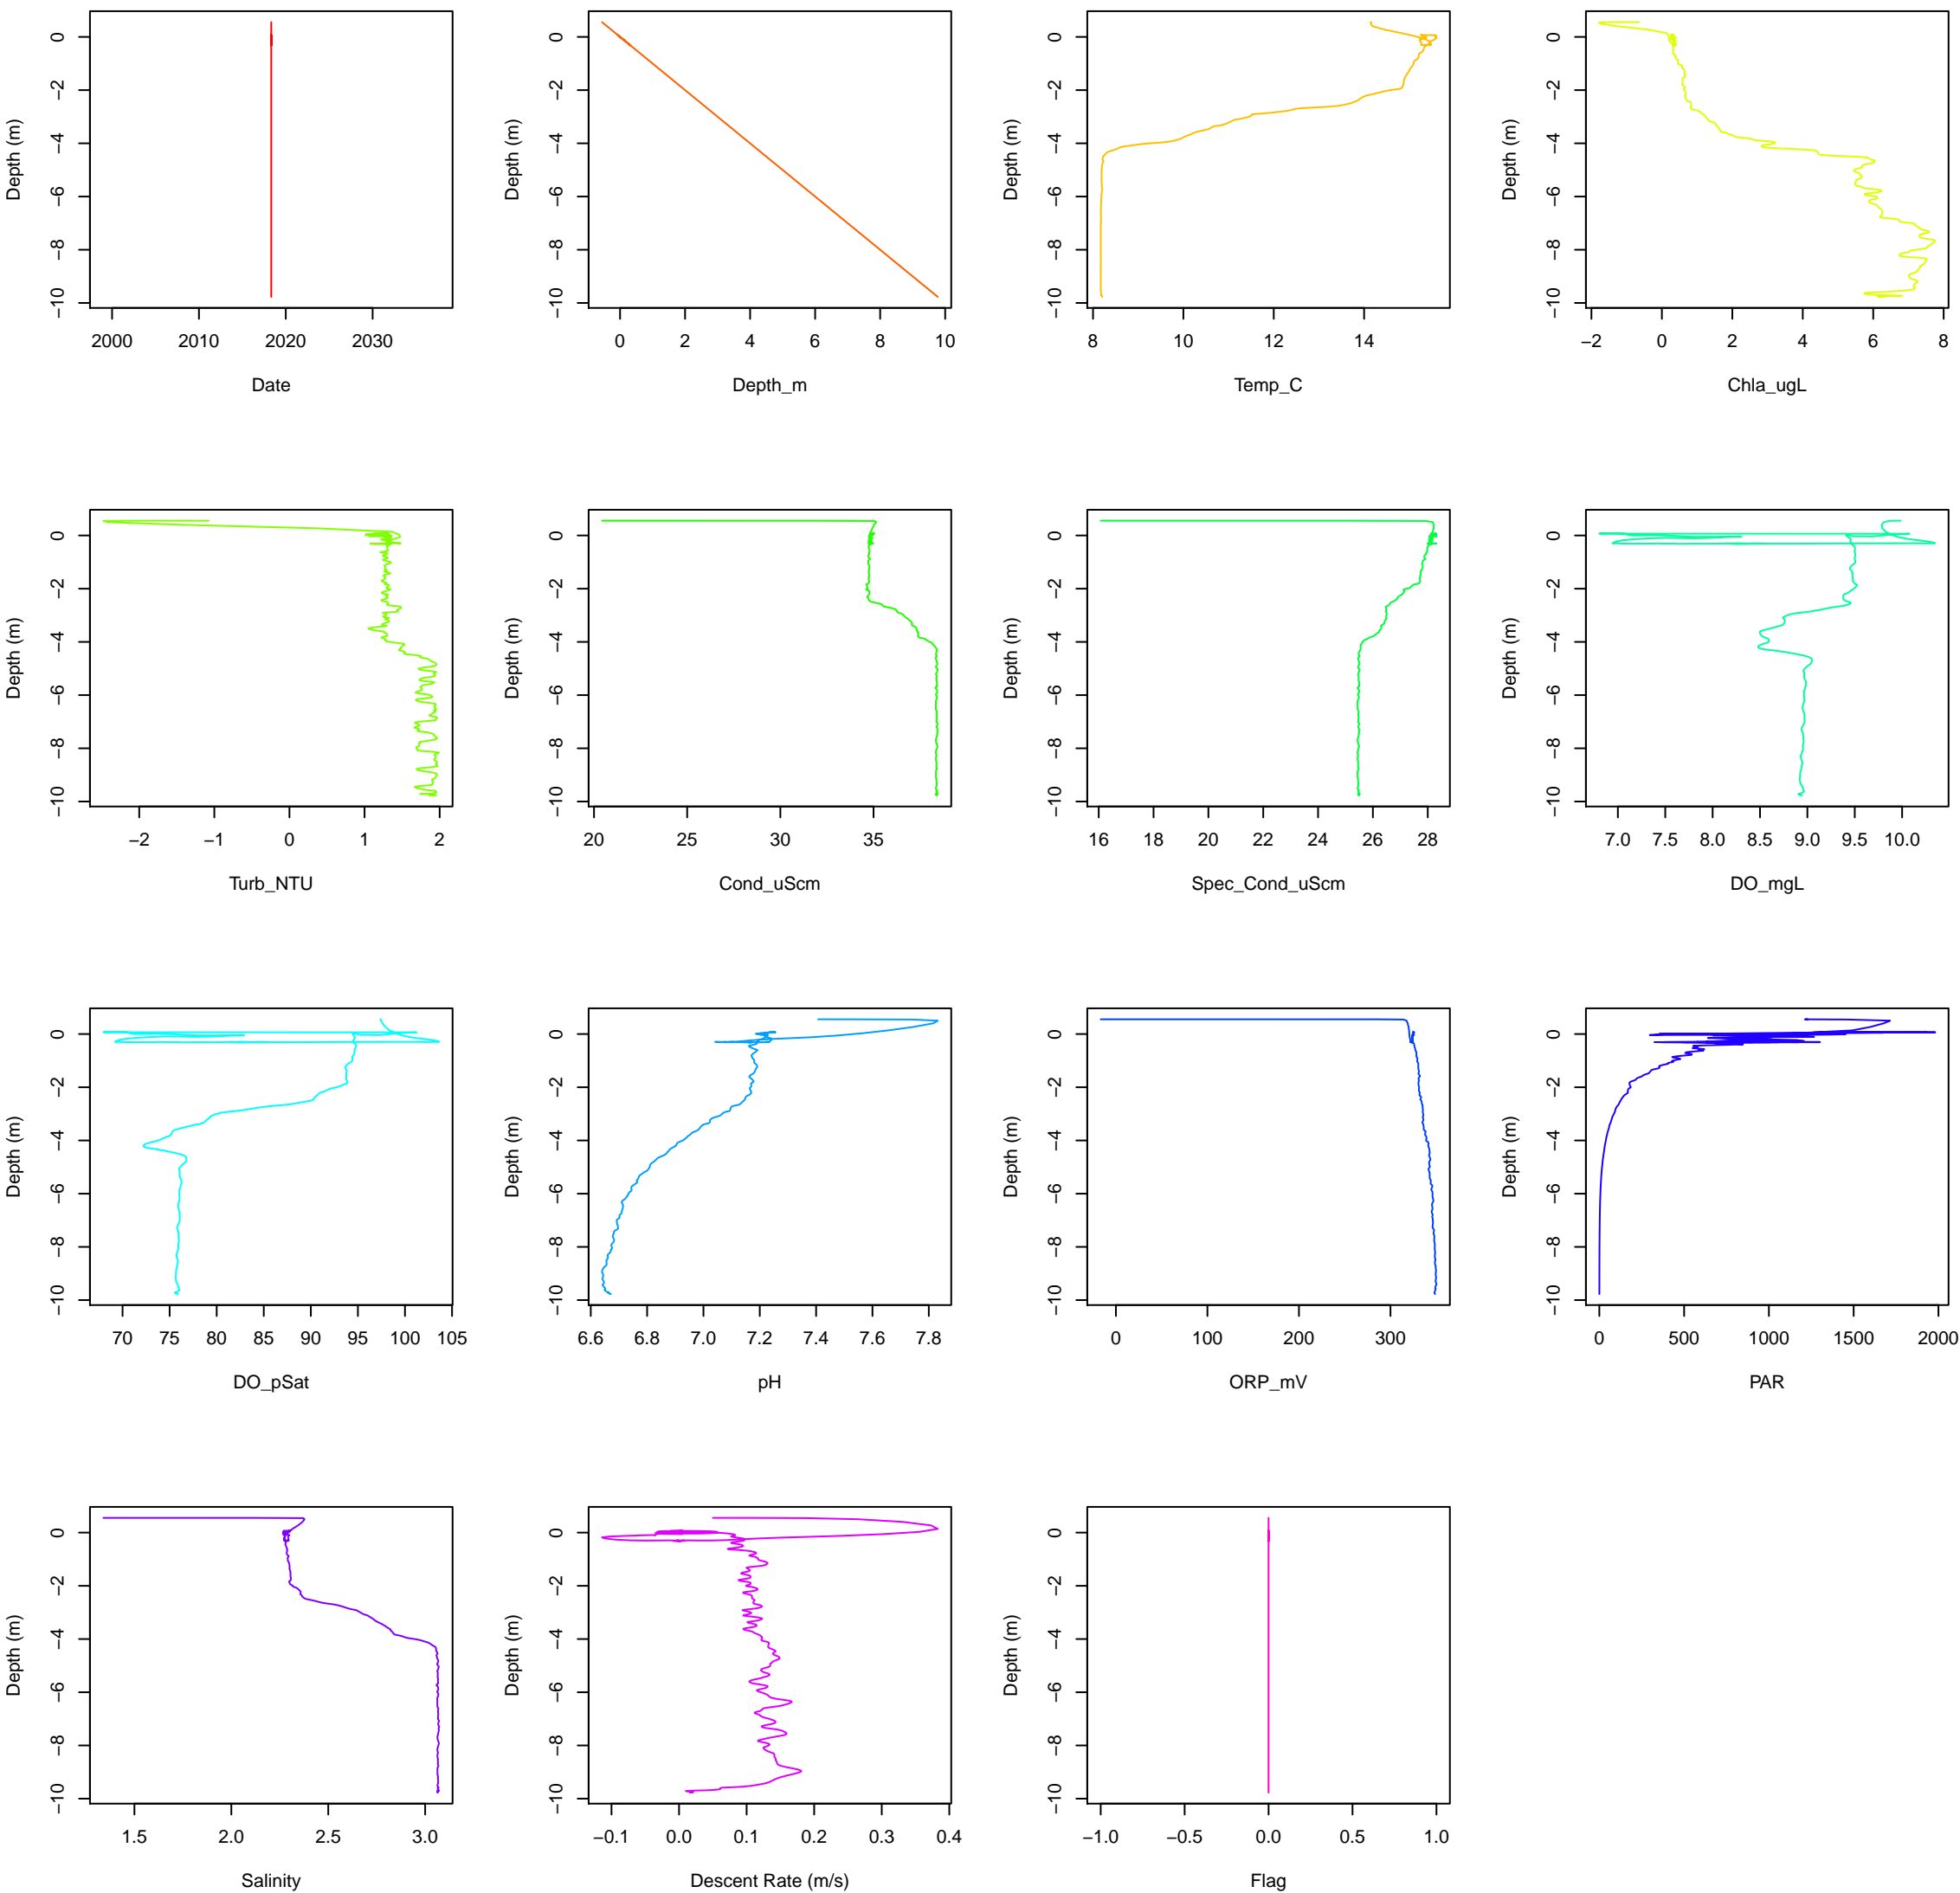 Depth (m)
0
−2
−4
−6
−8
−10
2000 2010 2020 2030
Date
Depth (m)
0
−2
−4
−6
−8
−10
0 2 4 6 8 10
Depth_m
Depth (m)
0
−2
−4
−6
−8
−10
8 10 12 14
Temp_C
Depth (m)
0
−2
−4
−6
−8
−10
−2 0 2 4 6 8
Chla_ugL
Depth (m)
0
−2
−4
−6
−8
−10
−2 −1 0 1 2
Turb_NTU
Depth (m)
0
−2
−4
−6
−8
−10
20 25 30 35
Cond_uScm
Depth (m)
0
−2
−4
−6
−8
−10
16 18 20 22 24 26 28
Spec_Cond_uScm
Depth (m)
0
−2
−4
−6
−8
−10
7.0 7.5 8.0 8.5 9.0 9.5 10.0
DO_mgL
Depth (m)
0
−2
−4
−6
−8
−10
70 75 80 85 90 95 100 105
DO_pSat
Depth (m)
0
−2
−4
−6
−8
−10
6.6 6.8 7.0 7.2 7.4 7.6 7.8
pH
Depth (m)
0
−2
−4
−6
−8
−10
0 100 200 300
ORP_mV
Depth (m)
0
−2
−4
−6
−8
−10
0 500 1000 1500 2000
PAR
Depth (m)
0
−2
−4
−6
−8
−10
1.5 2.0 2.5 3.0
Salinity
Depth (m)
0
−2
−4
−6
−8
−10
−0.1 0.0 0.1 0.2 0.3 0.4
Descent Rate (m/s)
Depth (m)
0
−2
−4
−6
−8
−10
−1.0 −0.5 0.0 0.5 1.0
Flag